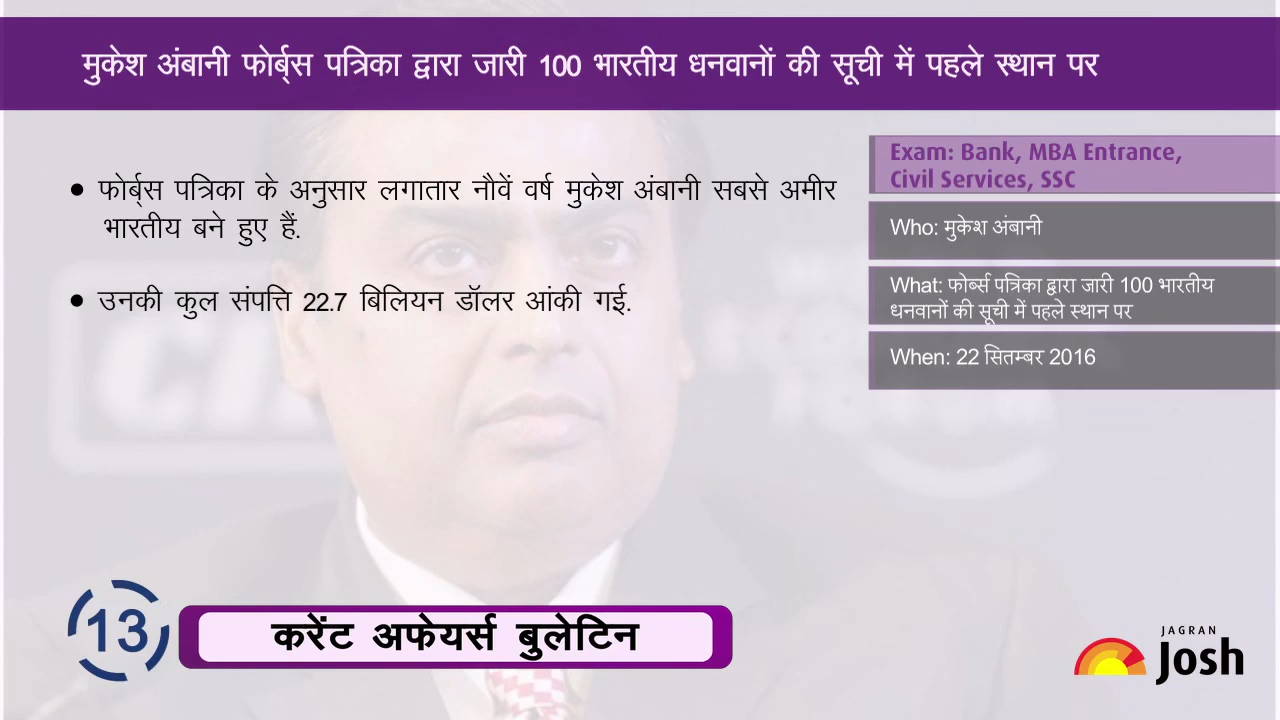 मुकेश अंबानी फोर्ब्स पत्रिका द्वारा जारी 100 भारतीय धनवानों की सूची में पहले स्थान पर
• फोर्ब्स पत्रिका के अनुसार लगातार नौवें वर्ष मुकेश अंबानी सबसे अमीर
भारतीय बने हुए हैं.
• उनकी कुल संपत्ति 22.7 बिलियन डॉलर आंकी गई.
Exam: Bank, MBA Entrance,
Civil Services, SSC
Who: मुकेश अंबानी
What: फोर्ब्स पत्रिका द्वारा जारी 100 भारतीय
धनवानों की सूची में पहले स्थान पर
When: 22 सितम्बर 2016
13
करेंट अफेयर्स बुलेटिन
JAGRAN
Josh